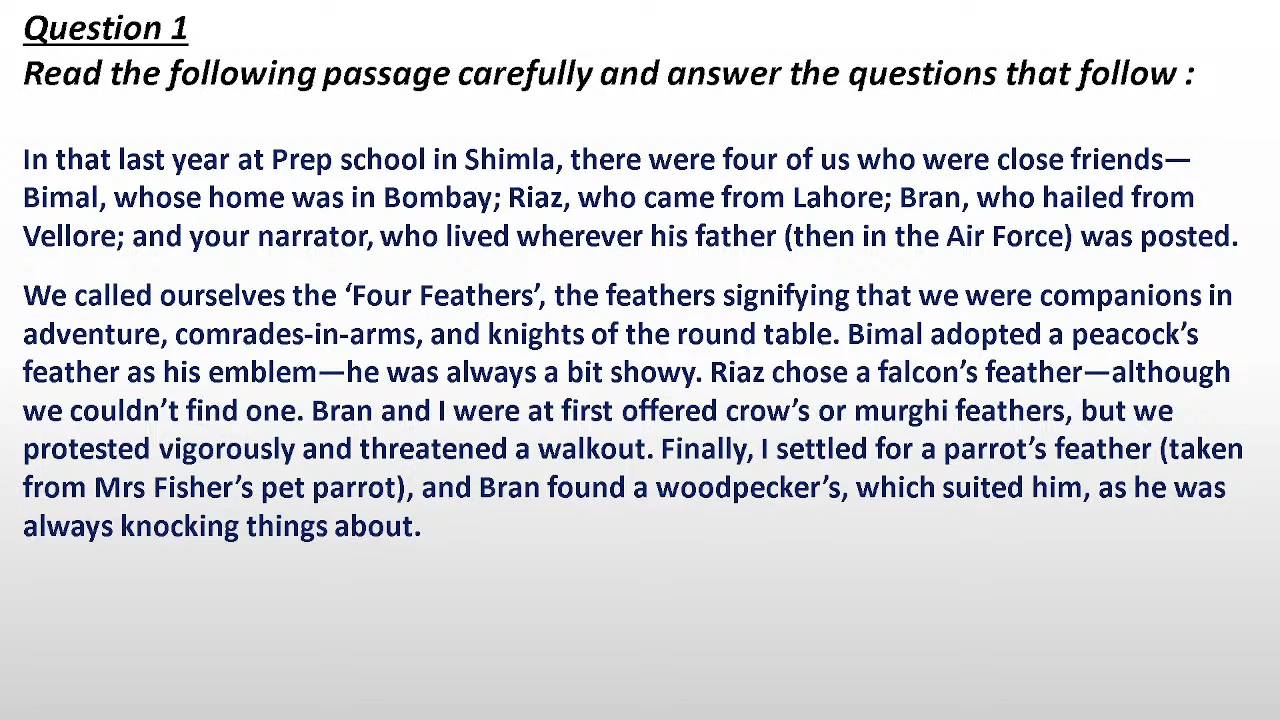 Question 1
Read the following passage carefully and answer the questions that follow :
In that last year at Prep school in Shimla, there were four of us who were close friends—
Bimal, whose home was in Bombay; Riaz, who came from Lahore; Bran, who hailed from
Vellore; and your narrator, who lived wherever his father (then in the Air Force) was posted.
We called ourselves the ‘Four Feathers’, the feathers signifying that we were companions in
adventure, comrades-in-arms, and knights of the round table. Bimal adopted a peacock’s
feather as his emblem—he was always a bit showy. Riaz chose a falcon’s feather—although
we couldn’t find one. Bran and I were at first offered crow’s or murghi feathers, but we
protested vigorously and threatened a walkout. Finally, I settled for a parrot’s feather (taken
from Mrs Fisher’s pet parrot), and Bran found a woodpecker’s, which suited him, as he was
always knocking things about.